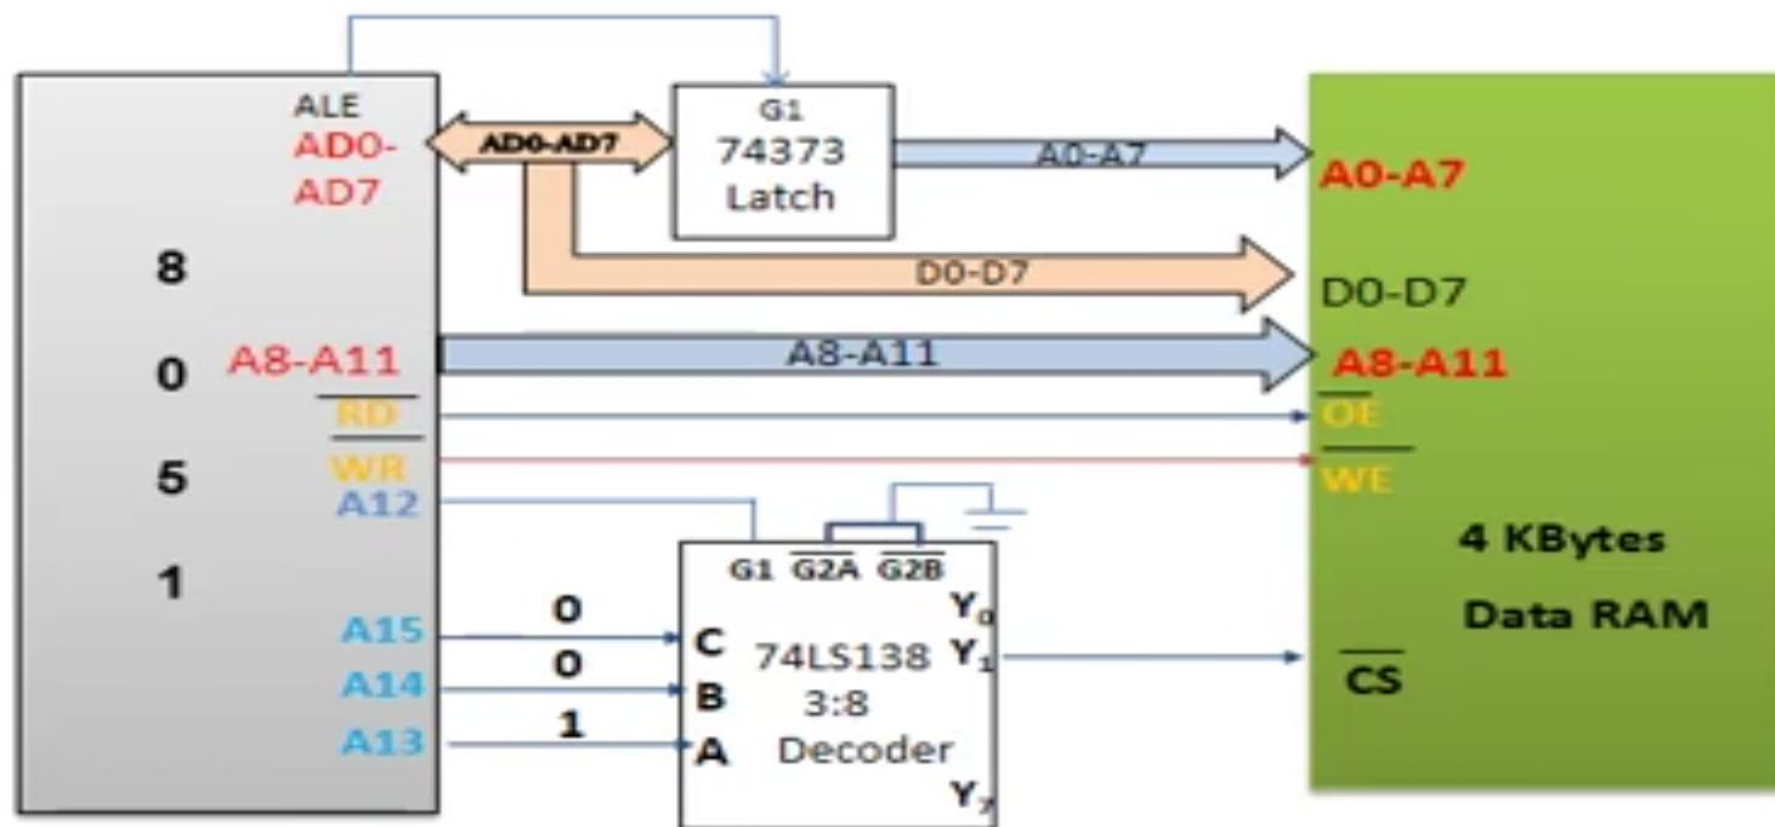 ALE
AD0-
AD7
8
0
5
1
A8-A11
RD
WR
A12
A15
A14
A13
AD0-AD7
G1
74373
Latch
A0-A7
D0-D7
A8-A11
0
0
1
G1 G2A G2B
C
B
A
74LS138
3:8
Decoder
Y0
Y1
Y7
A0-A7
D0-D7
A8-A11
OE
WE
4 KBytes
Data RAM
CS